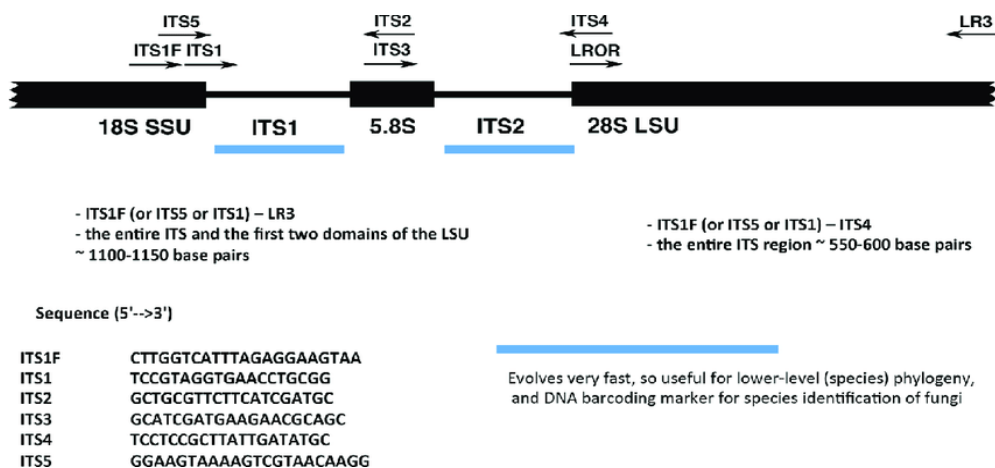 ITS5 ITS2 ITS4 LR3
ITS1F ITS1 ITS3 LROR
18S SSU ITS1 5.8S ITS2 28S LSU
- ITS1F (or ITS5 or ITS1) – LR3
- the entire ITS and the first two domains of the LSU
~ 1100-1150 base pairs
- ITS1F (or ITS5 or ITS1) – ITS4
- the entire ITS region ~ 550-600 base pairs
Sequence (5'-->3')
ITS1F CTTGGTCATTTAGAGGAAGTAA
ITS1 TCCGTAGGTGAACCTGCGG
ITS2 GCTGCGTTCTTCATCGATGC
ITS3 GCATCGATGAAGAACGCAGC
ITS4 TCCTCCGCTTATTGATATGC
ITS5 GGAAGTAAAAGTCGTAACAAGG
Evolves very fast, so useful for lower-level (species) phylogeny,
and DNA barcoding marker for species identification of fungi